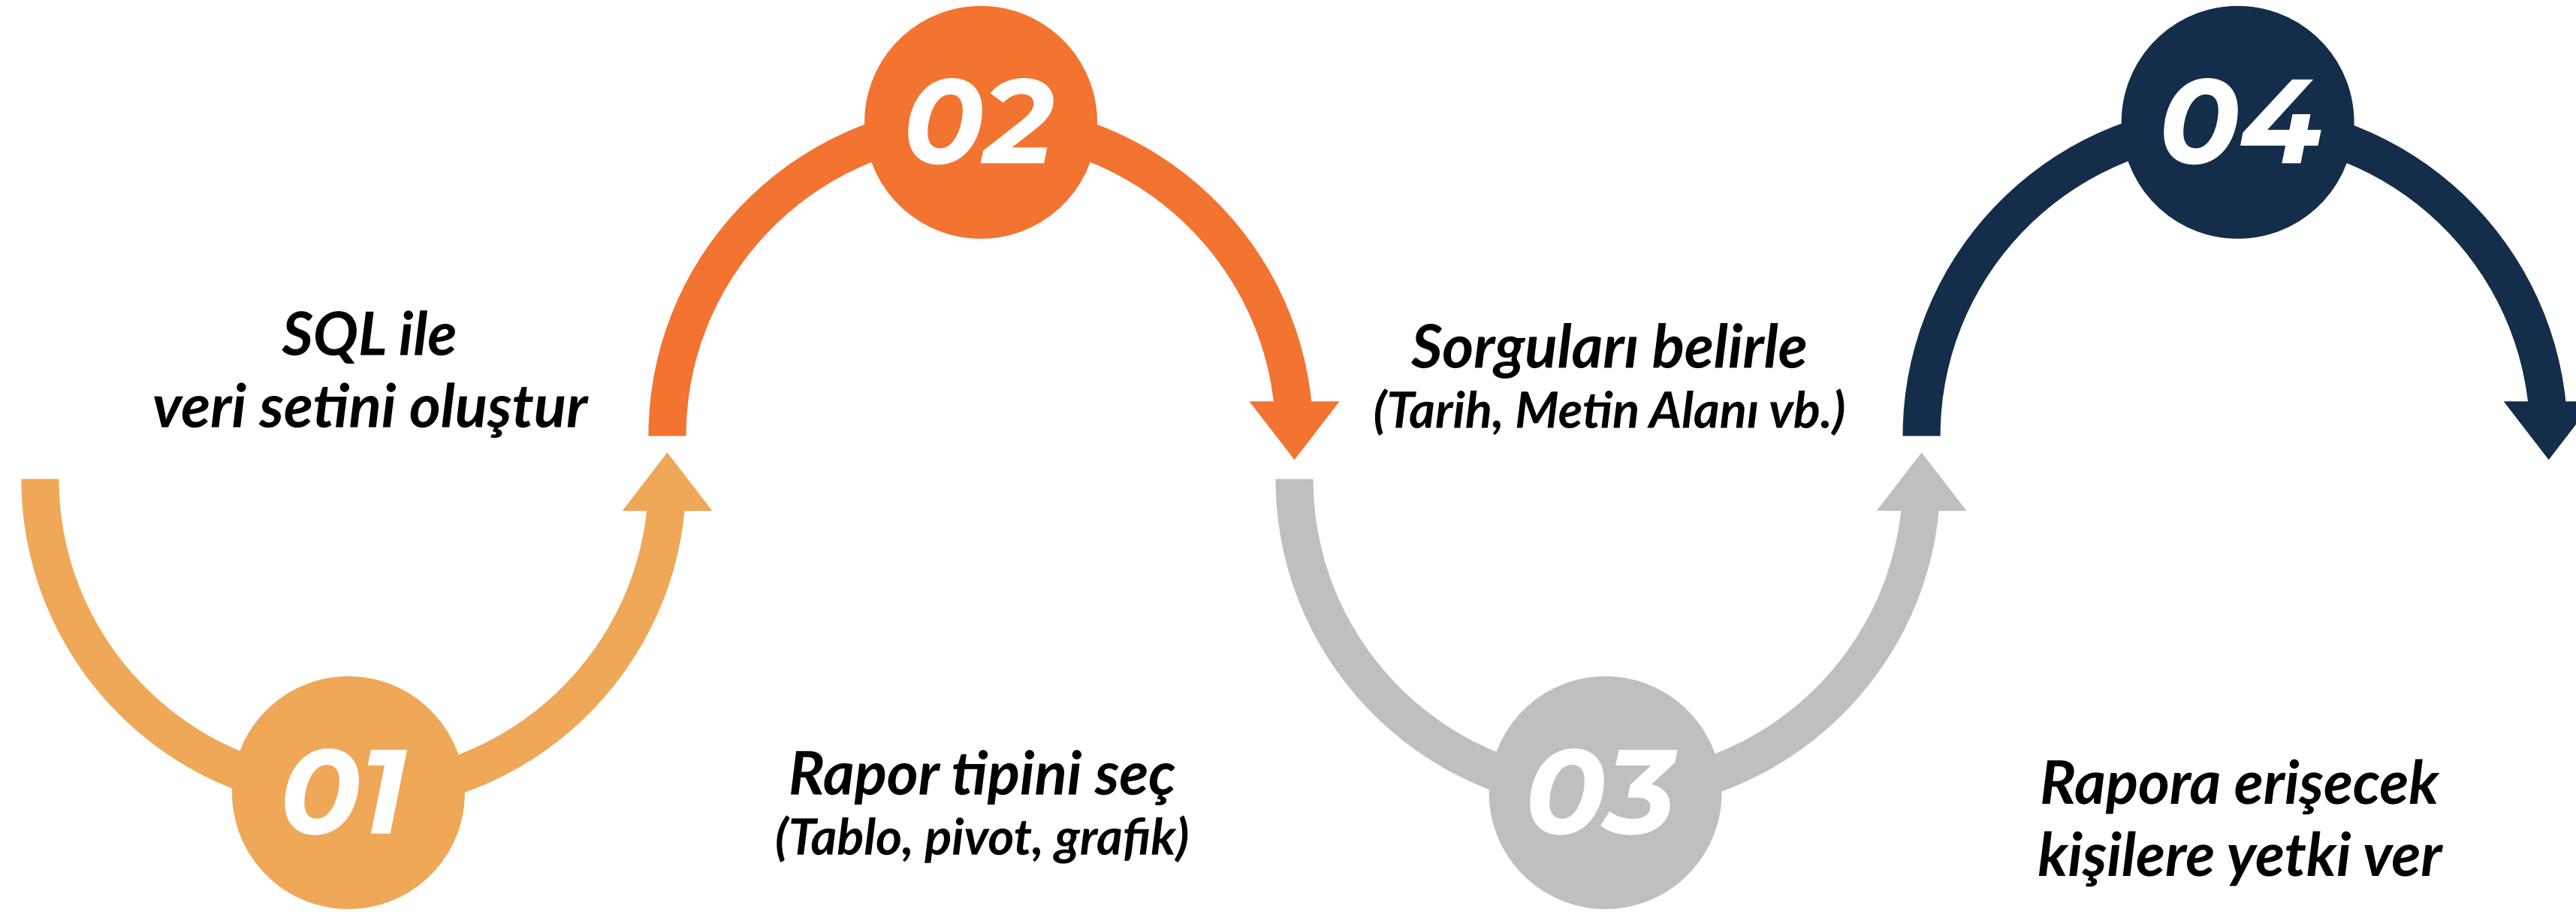 01
SQL ile
veri setini oluştur
02
Rapor tipini seç
(Tablo, pivot, grafik)
03
Sorguları belirle
(Tarih, Metin Alanı vb.)
04
Rapora erişecek
kişilere yetki ver